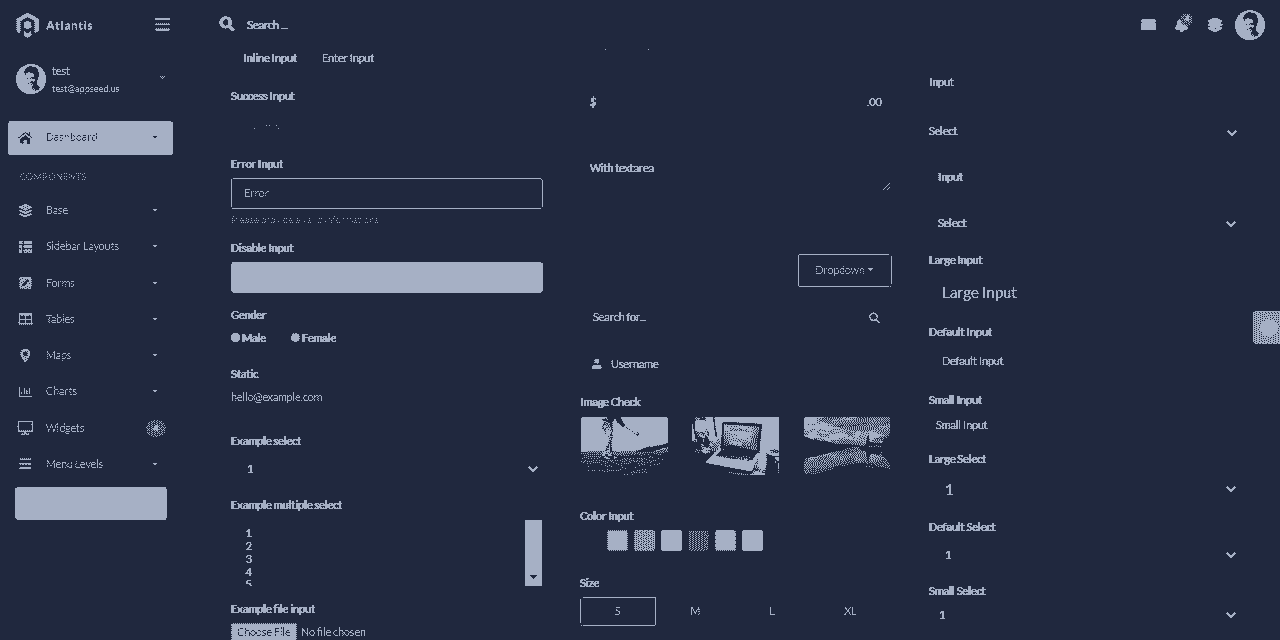 Atlantis
Search ...
test
test@appseed.us
Dashboard
COMPONENTS
Base
Sidebar Layouts
Forms
Tables
Maps
Charts
Widgets
Menu Levels
Inline Input Enter Input
Success Input
Error Input
Error
Disable Input
Gender
Male Female
Static
hello@example.com
Example select
1
Example multiple select
1
2
3
4
5
Example file input
Choose File No file chosen
$ .00
With textarea
Dropdown
Search for...
Username
Image Check
Color Input
Size
S M L XL
Input
Select
Input
Select
Large Input
Large Input
Default Input
Default Input
Small Input
Small Input
Large Select
1
Default Select
1
Small Select
1